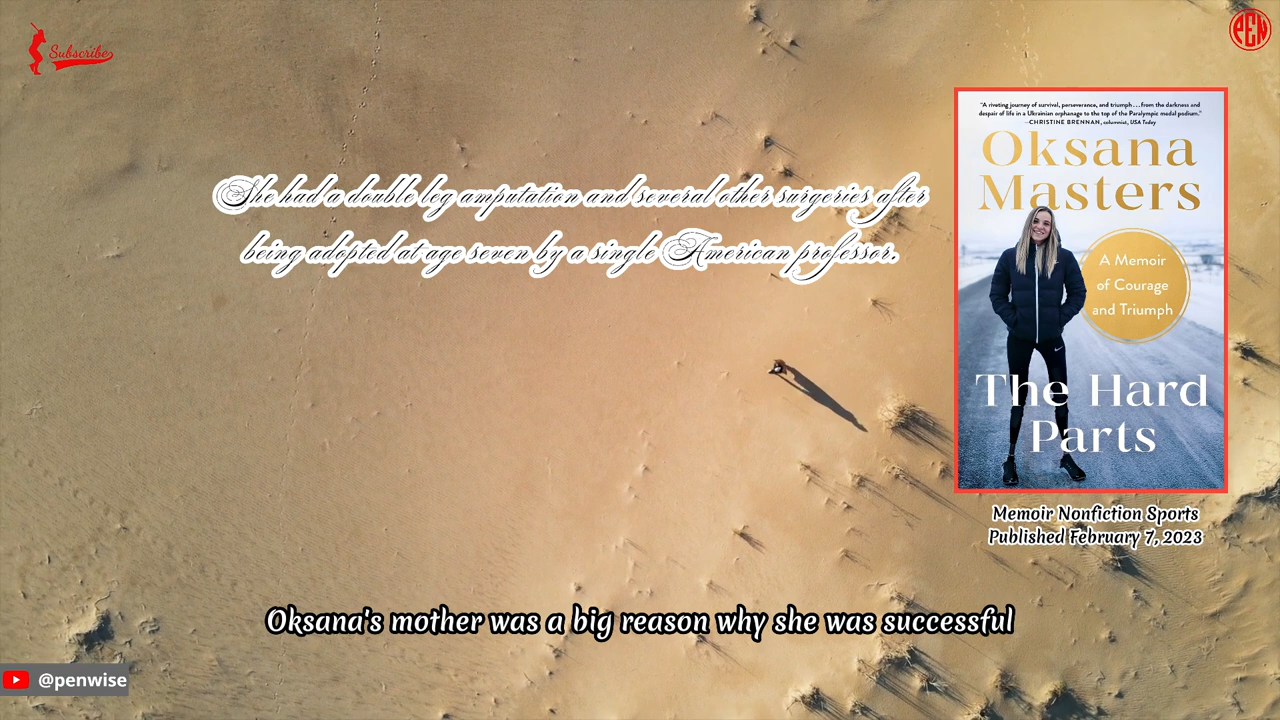 Subscribe
PEN
"A riveting journey of survival, perseverance, and triumph . . . from the darkness and
despair of life in a Ukrainian orphanage to the top of the Paralympic medal podium."
—CHRISTINE BRENNAN, columnist, USA Today
Oksana
Masters
A Memoir
of Courage
and Triumph
The Hard
Parts
She had a double leg amputation and several other surgeries after
being adopted at age seven by a single American professor.
Memoir Nonfiction Sports
Published February 7, 2023
Oksana's mother was a big reason why she was successful
@penwise